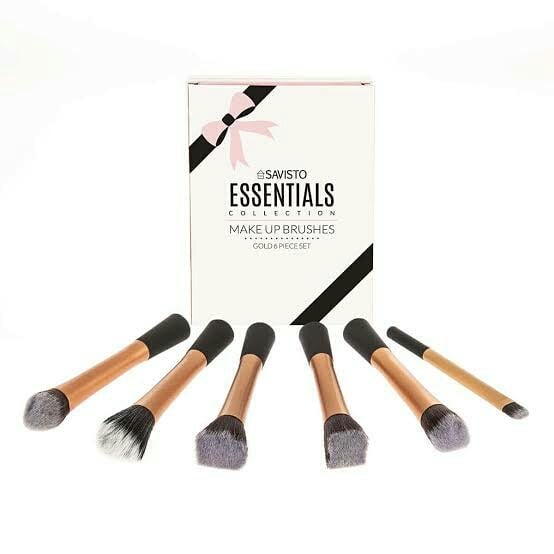 SAVISTO
ESSENTIALS
COLLECTION
MAKE UP BRUSHES
GOLD 6 PIECE SET